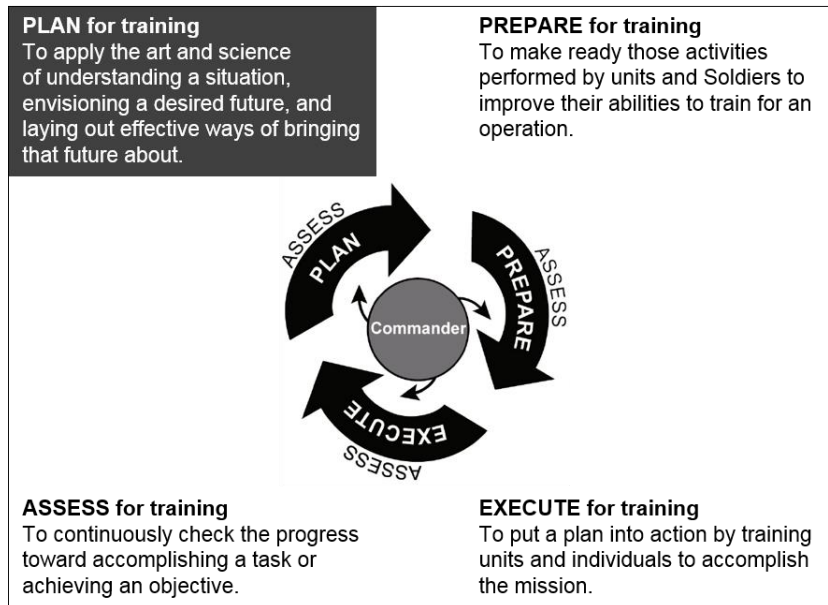 PLAN for training
To apply the art and science
of understanding a situation,
envisioning a desired future, and
laying out effective ways of bringing
that future about.
PREPARE for training
To make ready those activities
performed by units and Soldiers to
improve their abilities to train for an
operation.
ASSESS
PLAN
ASSESS
PREPARE
Commander
EXECUTE
ASSESS
ASSESS for training
To continuously check the progress
toward accomplishing a task or
achieving an objective.
EXECUTE for training
To put a plan into action by training
units and individuals to accomplish
the mission.